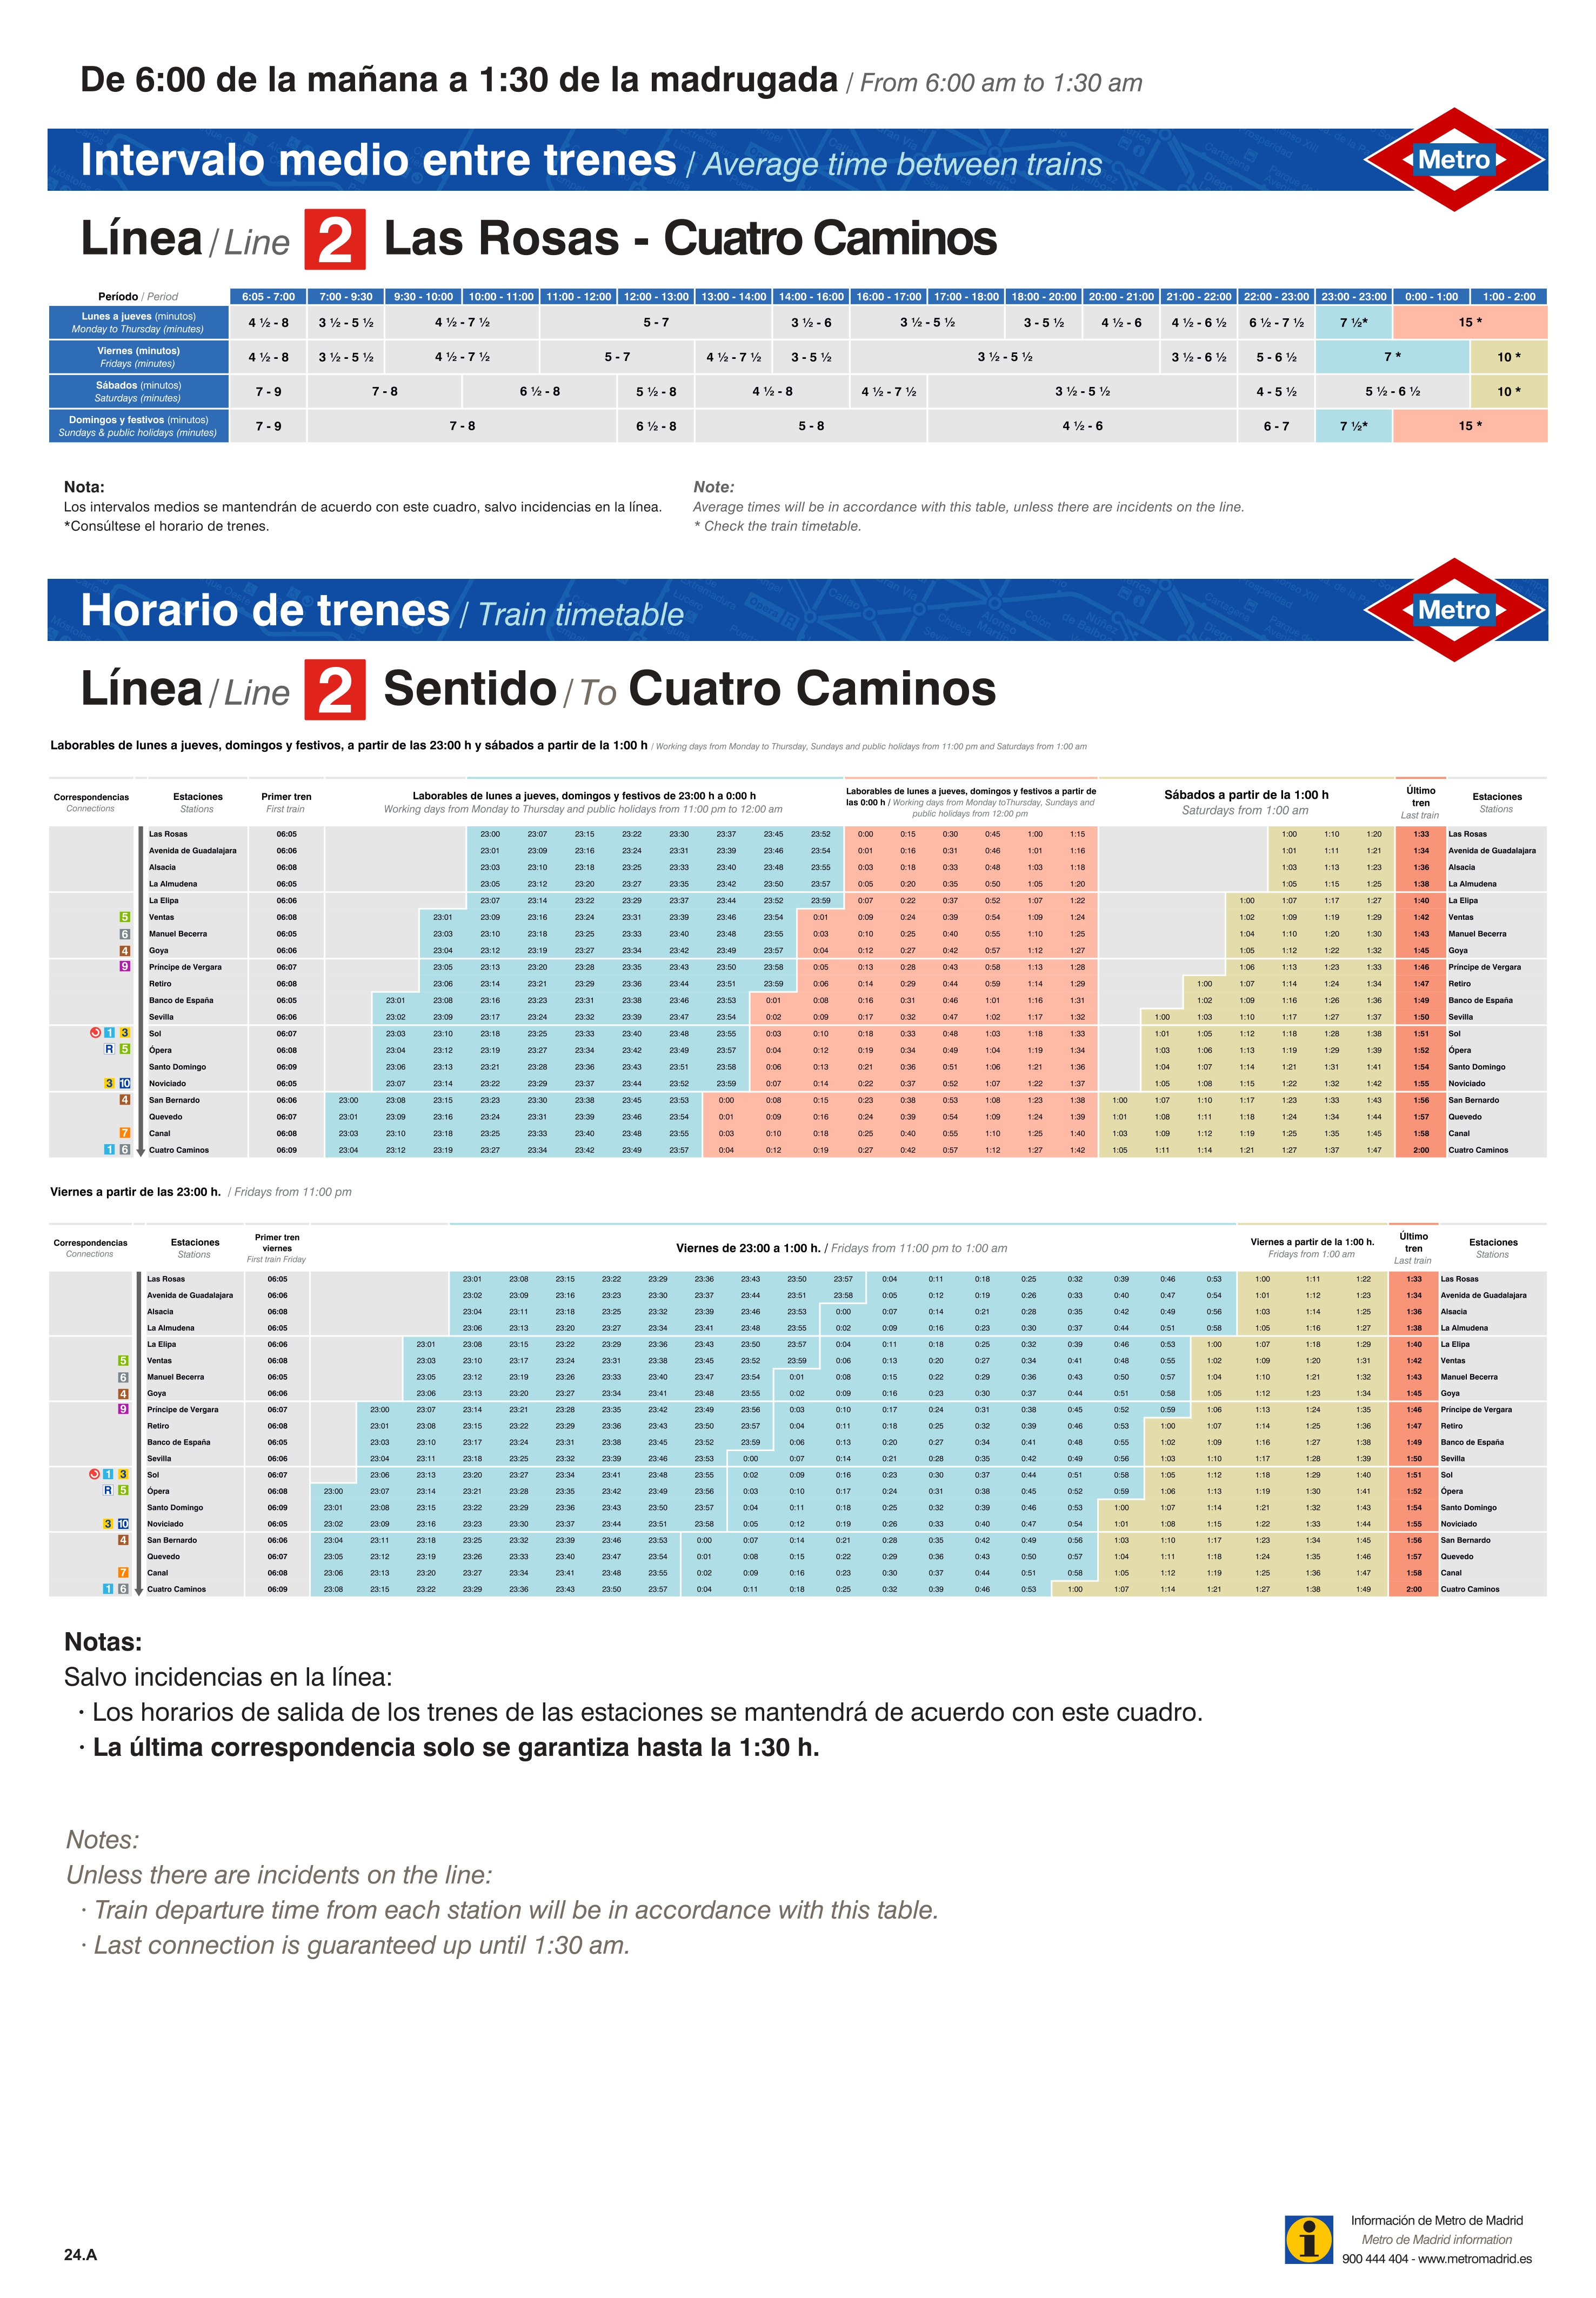 De 6:00 de la mañana a 1:30 de la madrugada / From 6:00 am to 1:30 am
Intervalo medio entre trenes / Average time between trains
Metro
Línea / Line 2 Las Rosas - Cuatro Caminos
Período / Period 6:05 - 7:00 7:00 - 9:30 9:30 - 10:00 10:00 - 11:00 11:00 - 12:00 12:00 - 13:00 13:00 - 14:00 14:00 - 16:00 16:00 - 17:00 17:00 - 18:00 18:00 - 20:00 20:00 - 21:00 21:00 - 22:00 22:00 - 23:00 23:00 - 23:00 0:00 - 1:00 1:00 - 2:00
Lunes a jueves (minutos)
Monday to Thursday (minutes)
4 ½ - 8 3 ½ - 5 ½ 4 ½ - 7 ½ 5 - 7 3 ½ - 6 3 ½ - 5 ½ 3 - 5 ½ 4 ½ - 6 4 ½ - 6 ½ 6 ½ - 7 ½ 7 ½* 15 *
Viernes (minutos)
Fridays (minutes)
4 ½ - 8 3 ½ - 5 ½ 4 ½ - 7 ½ 5 - 7 4 ½ - 7 ½ 3 - 5 ½ 3 ½ - 5 ½ 3 ½ - 6 ½ 5 - 6 ½ 7 * 10 *
Sábados (minutos)
Saturdays (minutes)
7 - 9 7 - 8 6 ½ - 8 5 ½ - 8 4 ½ - 8 4 ½ - 7 ½ 3 ½ - 5 ½ 4 - 5 ½ 5 ½ - 6 ½ 10 *
Domingos y festivos (minutos)
Sundays & public holidays (minutes)
7 - 9 7 - 8 6 ½ - 8 5 - 8 4 ½ - 6 6 - 7 7 ½* 15 *
Nota:
Los intervalos medios se mantendrán de acuerdo con este cuadro, salvo incidencias en la línea.
*Consúltese el horario de trenes.
Note:
Average times will be in accordance with this table, unless there are incidents on the line.
* Check the train timetable.
Horario de trenes / Train timetable
Metro
Línea / Line 2 Sentido / To Cuatro Caminos
Laborables de lunes a jueves, domingos y festivos, a partir de las 23:00 h y sábados a partir de la 1:00 h / Working days from Monday to Thursday, Sundays and public holidays from 11:00 pm and Saturdays from 1:00 am
Correspondencias
Connections
Estaciones
Stations
Primer tren
First train
Laborables de lunes a jueves, domingos y festivos de 23:00 h a 0:00 h
Working days from Monday to Thursday and public holidays from 11:00 pm to 12:00 am
Laborables de lunes a jueves, domingos y festivos a partir de
las 0:00 h / Working days from Monday toThursday, Sundays and
public holidays from 12:00 pm
Sábados a partir de la 1:00 h
Saturdays from 1:00 am
Último
tren
Last train
Estaciones
Stations
Las Rosas 06:05 23:00 23:07 23:15 23:22 23:30 23:37 23:45 23:52 0:00 0:15 0:30 0:45 1:00 1:15 1:00 1:10 1:20 1:33 Las Rosas
Avenida de Guadalajara 06:06 23:01 23:09 23:16 23:24 23:31 23:39 23:46 23:54 0:01 0:16 0:31 0:46 1:01 1:16 1:01 1:11 1:21 1:34 Avenida de Guadalajara
Alsacia 06:08 23:03 23:10 23:18 23:25 23:33 23:40 23:48 23:55 0:03 0:18 0:33 0:48 1:03 1:18 1:03 1:13 1:23 1:36 Alsacia
La Almudena 06:05 23:05 23:12 23:20 23:27 23:35 23:42 23:50 23:57 0:05 0:20 0:35 0:50 1:05 1:20 1:05 1:15 1:25 1:38 La Almudena
La Elipa 06:06 23:07 23:14 23:22 23:29 23:37 23:44 23:52 23:59 0:07 0:22 0:37 0:52 1:07 1:22 1:00 1:07 1:17 1:27 1:40 La Elipa
5 Ventas 06:08 23:01 23:09 23:16 23:24 23:31 23:39 23:46 23:54 0:01 0:09 0:24 0:39 0:54 1:09 1:24 1:02 1:09 1:19 1:29 1:42 Ventas
6 Manuel Becerra 06:05 23:03 23:10 23:18 23:25 23:33 23:40 23:48 23:55 0:03 0:10 0:25 0:40 0:55 1:10 1:25 1:04 1:10 1:20 1:30 1:43 Manuel Becerra
4 Goya 06:06 23:04 23:12 23:19 23:27 23:34 23:42 23:49 23:57 0:04 0:12 0:27 0:42 0:57 1:12 1:27 1:05 1:12 1:22 1:32 1:45 Goya
9 Príncipe de Vergara 06:07 23:05 23:13 23:20 23:28 23:35 23:43 23:50 23:58 0:05 0:13 0:28 0:43 0:58 1:13 1:28 1:06 1:13 1:23 1:33 1:46 Príncipe de Vergara
Retiro 06:08 23:06 23:14 23:21 23:29 23:36 23:44 23:51 23:59 0:06 0:14 0:29 0:44 0:59 1:14 1:29 1:00 1:07 1:14 1:24 1:34 1:47 Retiro
Banco de España 06:05 23:01 23:08 23:16 23:23 23:31 23:38 23:46 23:53 0:01 0:08 0:16 0:31 0:46 1:01 1:16 1:31 1:02 1:09 1:16 1:26 1:36 1:49 Banco de España
Sevilla 06:06 23:02 23:09 23:17 23:24 23:32 23:39 23:47 23:54 0:02 0:09 0:17 0:32 0:47 1:02 1:17 1:32 1:00 1:03 1:10 1:17 1:27 1:37 1:50 Sevilla
1 3 Sol 06:07 23:03 23:10 23:18 23:25 23:33 23:40 23:48 23:55 0:03 0:10 0:18 0:33 0:48 1:03 1:18 1:33 1:01 1:05 1:12 1:18 1:28 1:38 1:51 Sol
R 5 Ópera 06:08 23:04 23:12 23:19 23:27 23:34 23:42 23:49 23:57 0:04 0:12 0:19 0:34 0:49 1:04 1:19 1:34 1:03 1:06 1:13 1:19 1:29 1:39 1:52 Ópera
Santo Domingo 06:09 23:06 23:13 23:21 23:28 23:36 23:43 23:51 23:58 0:06 0:13 0:21 0:36 0:51 1:06 1:21 1:36 1:04 1:07 1:14 1:21 1:31 1:41 1:54 Santo Domingo
3 10 Noviciado 06:05 23:07 23:14 23:22 23:29 23:37 23:44 23:52 23:59 0:07 0:14 0:22 0:37 0:52 1:07 1:22 1:37 1:05 1:08 1:15 1:22 1:32 1:42 1:55 Noviciado
4 San Bernardo 06:06 23:00 23:08 23:15 23:23 23:30 23:38 23:45 23:53 0:00 0:08 0:15 0:23 0:38 0:53 1:08 1:23 1:38 1:00 1:07 1:10 1:17 1:23 1:33 1:43 1:56 San Bernardo
Quevedo 06:07 23:01 23:09 23:16 23:24 23:31 23:39 23:46 23:54 0:01 0:09 0:16 0:24 0:39 0:54 1:09 1:24 1:39 1:01 1:08 1:11 1:18 1:24 1:34 1:44 1:57 Quevedo
7 Canal 06:08 23:03 23:10 23:18 23:25 23:33 23:40 23:48 23:55 0:03 0:10 0:18 0:25 0:40 0:55 1:10 1:25 1:40 1:03 1:09 1:12 1:19 1:25 1:35 1:45 1:58 Canal
1 6 Cuatro Caminos 06:09 23:04 23:12 23:19 23:27 23:34 23:42 23:49 23:57 0:04 0:12 0:19 0:27 0:42 0:57 1:12 1:27 1:42 1:05 1:11 1:14 1:21 1:27 1:37 1:47 2:00 Cuatro Caminos
Viernes a partir de las 23:00 h. / Fridays from 11:00 pm
Correspondencias
Connections
Estaciones
Stations
Primer tren
viernes
First train Friday
Viernes de 23:00 a 1:00 h. / Fridays from 11:00 pm to 1:00 am
Viernes a partir de la 1:00 h.
Fridays from 1:00 am
Último
tren
Last train
Estaciones
Stations
Las Rosas 06:05 23:01 23:08 23:15 23:22 23:29 23:36 23:43 23:50 23:57 0:04 0:11 0:18 0:25 0:32 0:39 0:46 0:53 1:00 1:11 1:22 1:33 Las Rosas
Avenida de Guadalajara 06:06 23:02 23:09 23:16 23:23 23:30 23:37 23:44 23:51 23:58 0:05 0:12 0:19 0:26 0:33 0:40 0:47 0:54 1:01 1:12 1:23 1:34 Avenida de Guadalajara
Alsacia 06:08 23:04 23:11 23:18 23:25 23:32 23:39 23:46 23:53 0:00 0:07 0:14 0:21 0:28 0:35 0:42 0:49 0:56 1:03 1:14 1:25 1:36 Alsacia
La Almudena 06:05 23:06 23:13 23:20 23:27 23:34 23:41 23:48 23:55 0:02 0:09 0:16 0:23 0:30 0:37 0:44 0:51 0:58 1:05 1:16 1:27 1:38 La Almudena
La Elipa 06:06 23:01 23:08 23:15 23:22 23:29 23:36 23:43 23:50 23:57 0:04 0:11 0:18 0:25 0:32 0:39 0:46 0:53 1:00 1:07 1:18 1:29 1:40 La Elipa
5 Ventas 06:08 23:03 23:10 23:17 23:24 23:31 23:38 23:45 23:52 23:59 0:06 0:13 0:20 0:27 0:34 0:41 0:48 0:55 1:02 1:09 1:20 1:31 1:42 Ventas
6 Manuel Becerra 06:05 23:05 23:12 23:19 23:26 23:33 23:40 23:47 23:54 0:01 0:08 0:15 0:22 0:29 0:36 0:43 0:50 0:57 1:04 1:10 1:21 1:32 1:43 Manuel Becerra
4 Goya 06:06 23:06 23:13 23:20 23:27 23:34 23:41 23:48 23:55 0:02 0:09 0:16 0:23 0:30 0:37 0:44 0:51 0:58 1:05 1:12 1:23 1:34 1:45 Goya
9 Príncipe de Vergara 06:07 23:00 23:07 23:14 23:21 23:28 23:35 23:42 23:49 23:56 0:03 0:10 0:17 0:24 0:31 0:38 0:45 0:52 0:59 1:06 1:13 1:24 1:35 1:46 Príncipe de Vergara
Retiro 06:08 23:01 23:08 23:15 23:22 23:29 23:36 23:43 23:50 23:57 0:04 0:11 0:18 0:25 0:32 0:39 0:46 0:53 1:00 1:07 1:14 1:25 1:36 1:47 Retiro
Banco de España 06:05 23:03 23:10 23:17 23:24 23:31 23:38 23:45 23:52 23:59 0:06 0:13 0:20 0:27 0:34 0:41 0:48 0:55 1:02 1:09 1:16 1:27 1:38 1:49 Banco de España
Sevilla 06:06 23:04 23:11 23:18 23:25 23:32 23:39 23:46 23:53 0:00 0:07 0:14 0:21 0:28 0:35 0:42 0:49 0:56 1:03 1:10 1:17 1:28 1:39 1:50 Sevilla
1 3 Sol 06:07 23:06 23:13 23:20 23:27 23:34 23:41 23:48 23:55 0:02 0:09 0:16 0:23 0:30 0:37 0:44 0:51 0:58 1:05 1:12 1:18 1:29 1:40 1:51 Sol
R 5 Ópera 06:08 23:00 23:07 23:14 23:21 23:28 23:35 23:42 23:49 23:56 0:03 0:10 0:17 0:24 0:31 0:38 0:45 0:52 0:59 1:06 1:13 1:19 1:30 1:41 1:52 Ópera
Santo Domingo 06:09 23:01 23:08 23:15 23:22 23:29 23:36 23:43 23:50 23:57 0:04 0:11 0:18 0:25 0:32 0:39 0:46 0:53 1:00 1:07 1:14 1:21 1:32 1:43 1:54 Santo Domingo
3 10 Noviciado 06:05 23:02 23:09 23:16 23:23 23:30 23:37 23:44 23:51 23:58 0:05 0:12 0:19 0:26 0:33 0:40 0:47 0:54 1:01 1:08 1:15 1:22 1:33 1:44 1:55 Noviciado
4 San Bernardo 06:06 23:04 23:11 23:18 23:25 23:32 23:39 23:46 23:53 0:00 0:07 0:14 0:21 0:28 0:35 0:42 0:49 0:56 1:03 1:10 1:17 1:23 1:34 1:45 1:56 San Bernardo
Quevedo 06:07 23:05 23:12 23:19 23:26 23:33 23:40 23:47 23:54 0:01 0:08 0:15 0:22 0:29 0:36 0:43 0:50 0:57 1:04 1:11 1:18 1:24 1:35 1:46 1:57 Quevedo
7 Canal 06:08 23:06 23:13 23:20 23:27 23:34 23:41 23:48 23:55 0:02 0:09 0:16 0:23 0:30 0:37 0:44 0:51 0:58 1:05 1:12 1:19 1:25 1:36 1:47 1:58 Canal
1 6 Cuatro Caminos 06:09 23:08 23:15 23:22 23:29 23:36 23:43 23:50 23:57 0:04 0:11 0:18 0:25 0:32 0:39 0:46 0:53 1:00 1:07 1:14 1:21 1:27 1:38 1:49 2:00 Cuatro Caminos
Notas:
Salvo incidencias en la línea:
· Los horarios de salida de los trenes de las estaciones se mantendrá de acuerdo con este cuadro.
· La última correspondencia solo se garantiza hasta la 1:30 h.
Notes:
Unless there are incidents on the line:
· Train departure time from each station will be in accordance with this table.
· Last connection is guaranteed up until 1:30 am.
24.A
i
Información de Metro de Madrid
Metro de Madrid information
900 444 404 - www.metromadrid.es